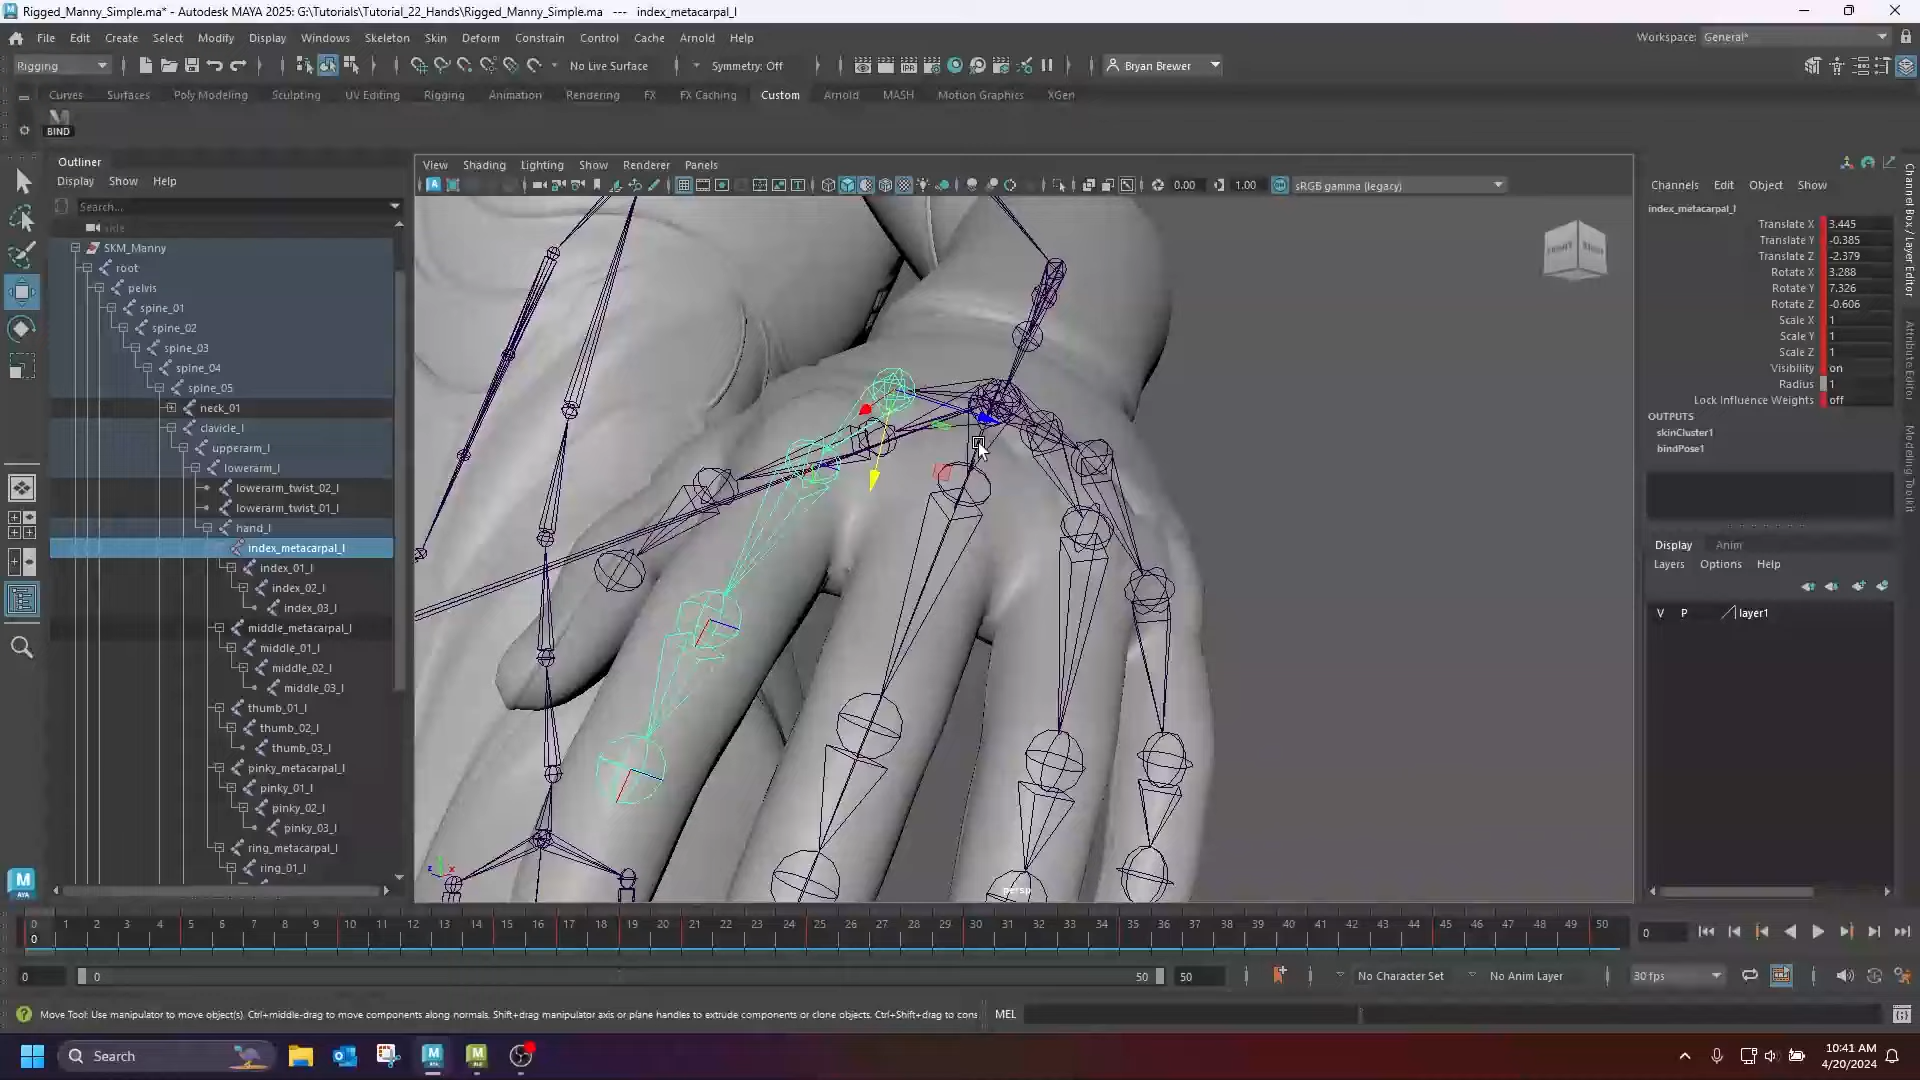 Rigged_Manny_Simple.ma* - Autodesk MAYA 2025: G:\Tutorials\Tutorial_22_Hands\Rigged_Manny_Simple.ma --- index_metacarpal_l
File Edit Create Select Modify Display Windows Skeleton Skin Deform Constrain Control Cache Arnold Help
Workspace: General*
Rigging
No Live Surface
Symmetry: Off
Bryan Brewer
Curves Surfaces Poly Modeling Sculpting UV Editing Rigging Animation Rendering FX FX Caching Custom Arnold MASH Motion Graphics XGen
BIND
Outliner
Display Show Help
Search...
SKM_Manny
root
pelvis
spine_01
spine_02
spine_03
spine_04
spine_05
neck_01
clavicle_l
upperarm_l
lowerarm_l
lowerarm_twist_02_l
lowerarm_twist_01_l
hand_l
index_metacarpal_l
index_01_l
index_02_l
index_03_l
middle_metacarpal_l
middle_01_l
middle_02_l
middle_03_l
thumb_01_l
thumb_02_l
thumb_03_l
pinky_metacarpal_l
pinky_01_l
pinky_02_l
pinky_03_l
ring_metacarpal_l
ring_01_l
View Shading Lighting Show Renderer Panels
0.00
1.00
sRGB gamma (legacy)
persp
Channels Edit Object Show
index_metacarpal_l
Translate X 3.445
Translate Y -0.385
Translate Z -2.379
Rotate X 3.288
Rotate Y 7.326
Rotate Z -0.606
Scale X 1
Scale Y 1
Scale Z 1
Visibility on
Radius 1
Lock Influence Weights off
OUTPUTS
skinCluster1
bindPose1
Display Anim
Layers Options Help
V P layer1
Channel Box / Layer Editor
Attribute Editor
Modeling Toolkit
0 1 2 3 4 5 6 7 8 9 10 11 12 13 14 15 16 17 18 19 20 21 22 23 24 25 26 27 28 29 30 31 32 33 34 35 36 37 38 39 40 41 42 43 44 45 46 47 48 49 50
0
0
0
0
50
50
No Character Set
No Anim Layer
30 fps
Move Tool: Use manipulator to move object(s). Ctrl+middle-drag to move components along normals. Shift+drag manipulator axis or plane handles to extrude components or clone objects. Ctrl+Shift+drag to cons
MEL
Search
10:41 AM
4/20/2024